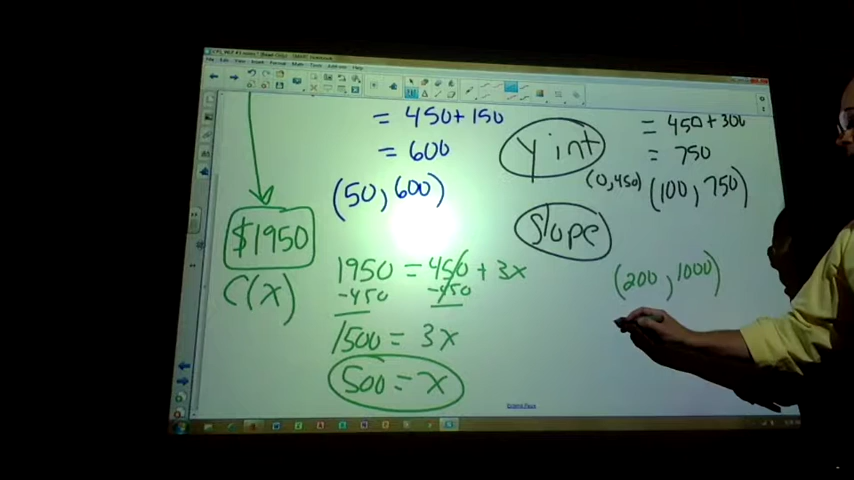 = 450+150
= 600
(50, 600)
y int
(0,450)
= 450+300
= 750
(100, 750)
slope
$1950
C(x)
1950 = 450 + 3x
-450 -450
1500 = 3x
500 = x
(200, 1000)